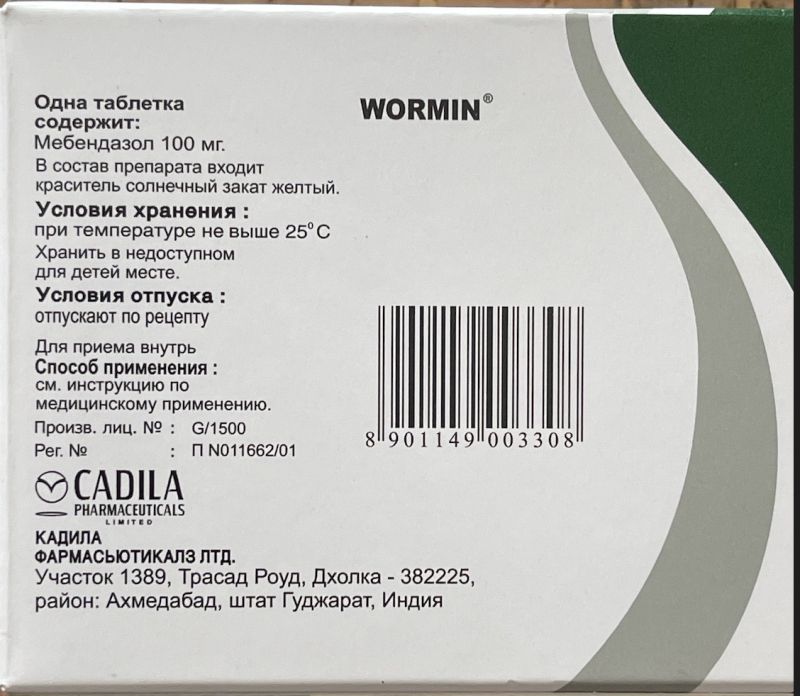 Одна таблетка
содержит:
Мебендазол 100 мг.
В состав препарата входит
краситель солнечный закат желтый.
Условия хранения :
при температуре не выше 25⁰ С
Хранить в недоступном
для детей месте.
Условия отпуска :
отпускают по рецепту
Для приема внутрь
Способ применения :
см. инструкцию по
медицинскому применению.
Произв. лиц. № : G/1500
Рег. № : П N011662/01
CADILA
PHARMACEUTICALS
LIMITED
КАДИЛА
ФАРМАСЬЮТИКАЛЗ ЛТД.
Участок 1389, Трасад Роуд, Дхолка - 382225,
район: Ахмедабад, штат Гуджарат, Индия
WORMIN®
8 901149 003308